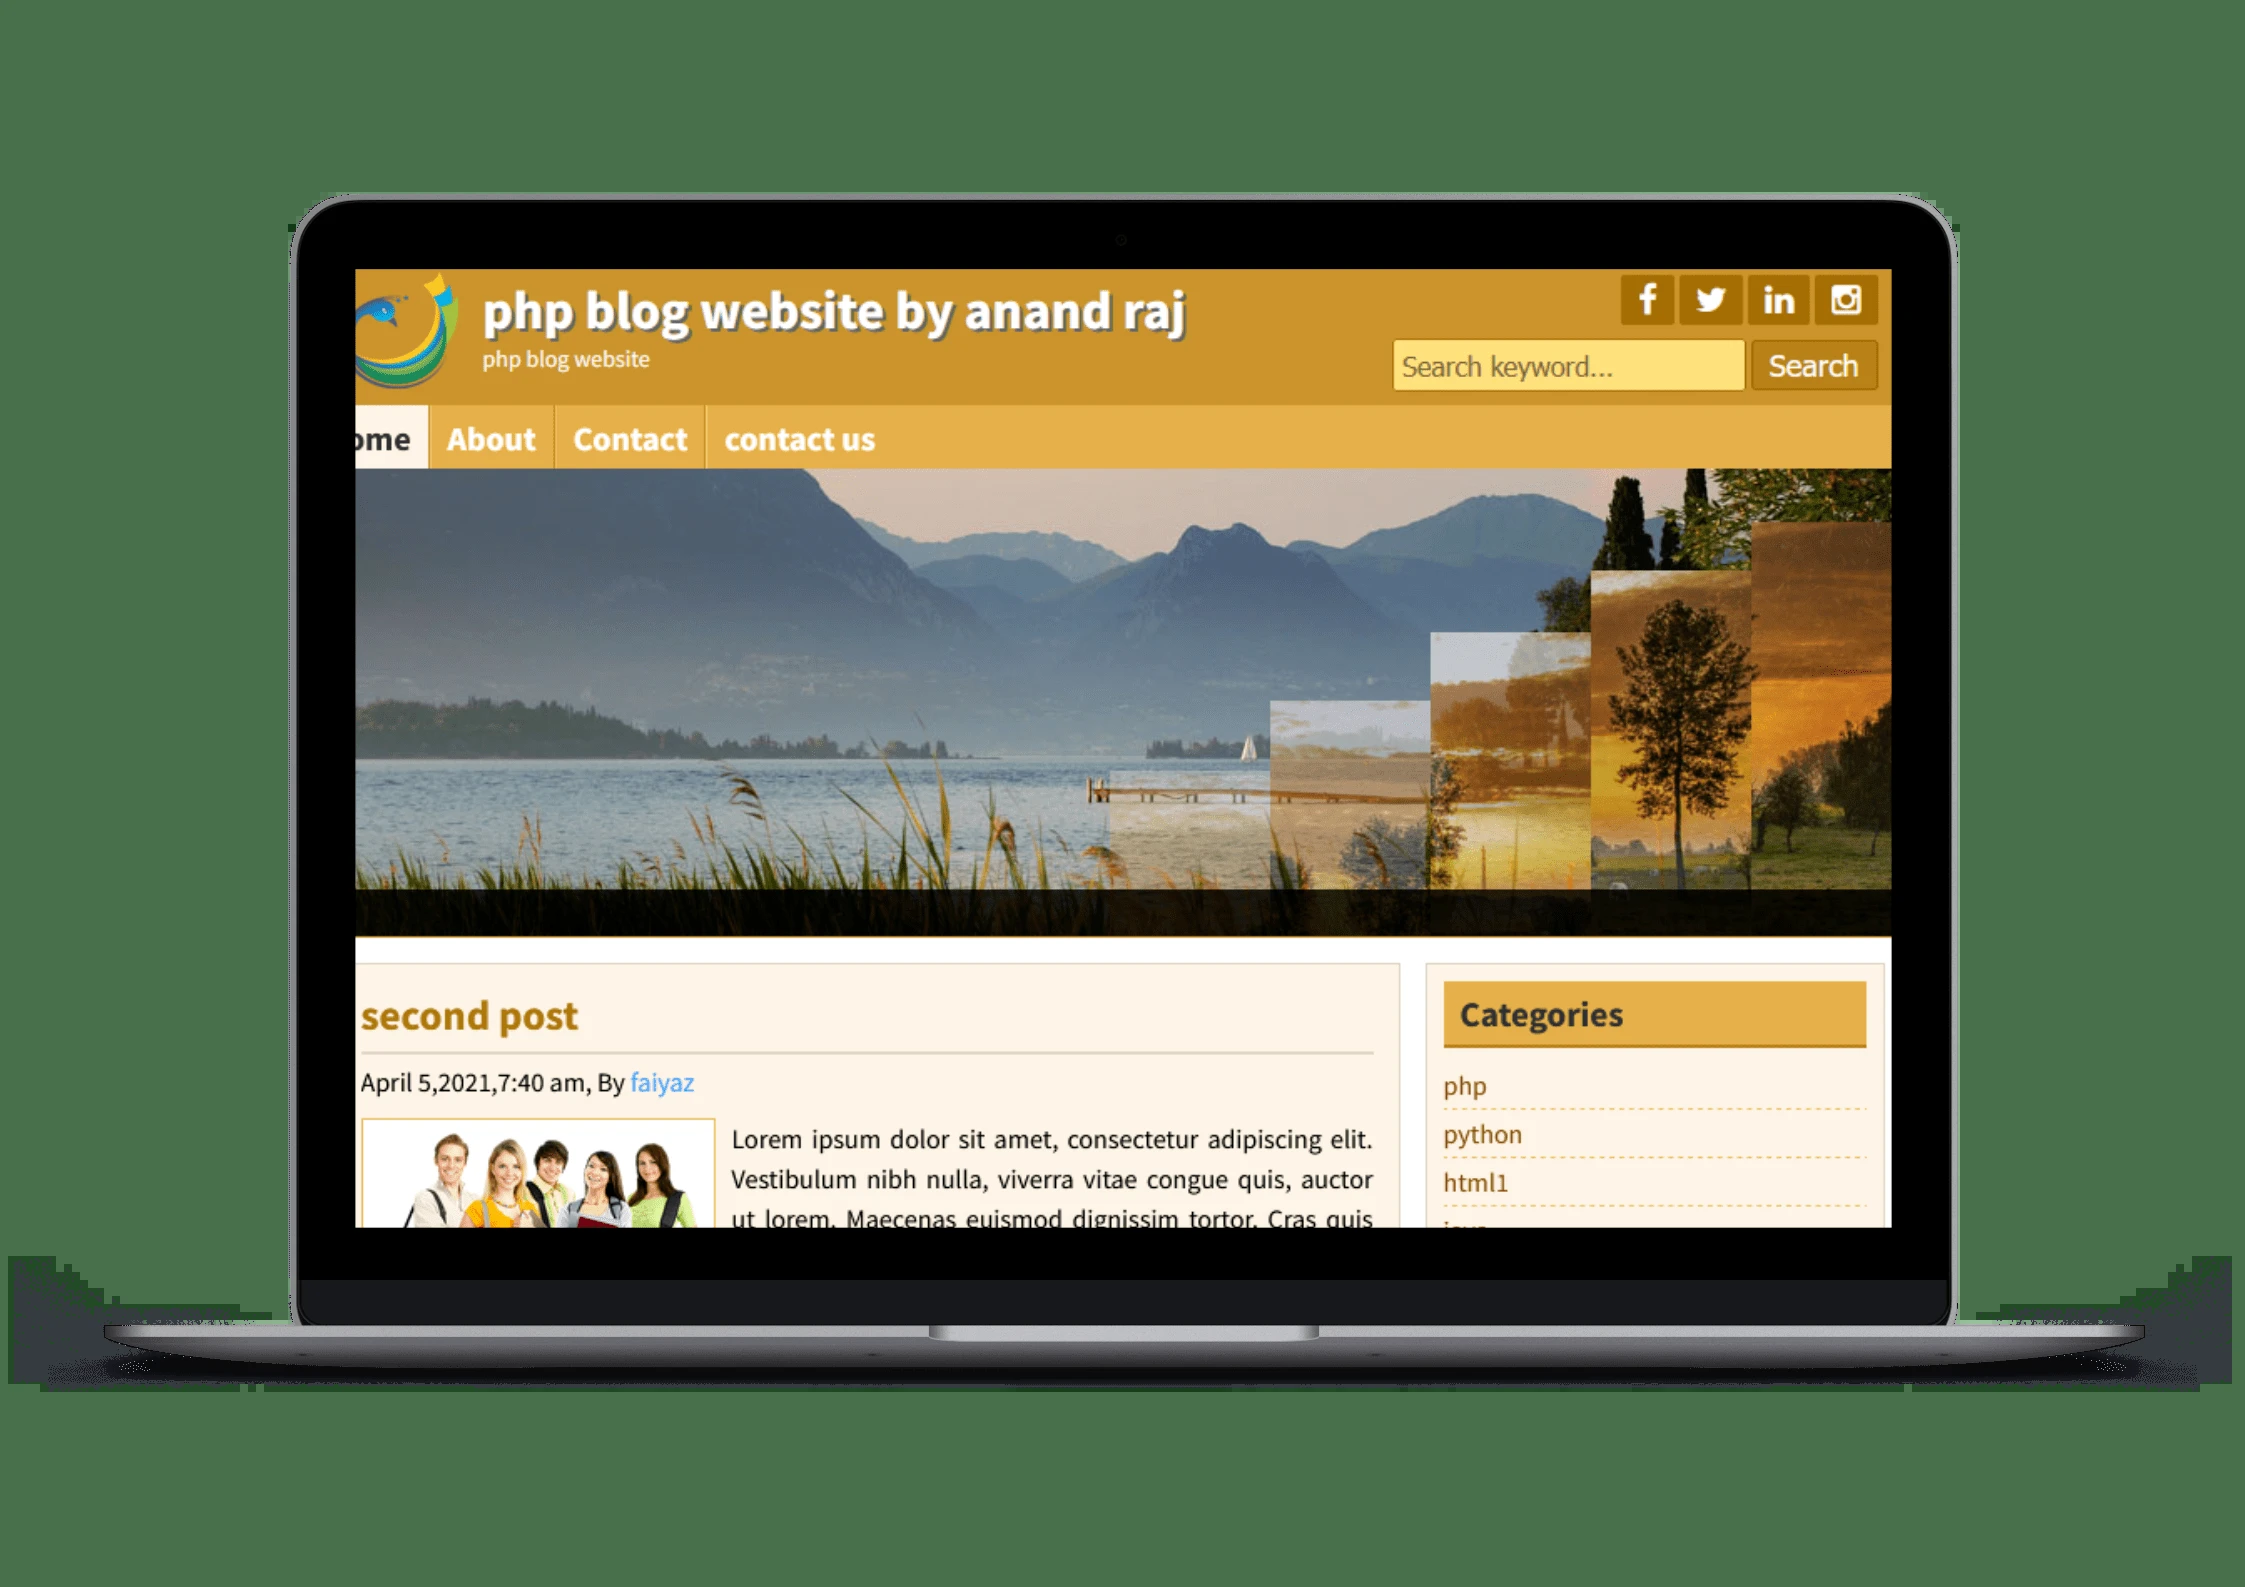 php blog website by anand raj
php blog website
Search keyword...
Search
ome
About
Contact
contact us
second post
April 5,2021,7:40 am, By faiyaz
Lorem ipsum dolor sit amet, consectetur adipiscing elit.
Vestibulum nibh nulla, viverra vitae congue quis, auctor
ut lorem. Maecenas euismod dignissim tortor. Cras quis
Categories
php
python
html1